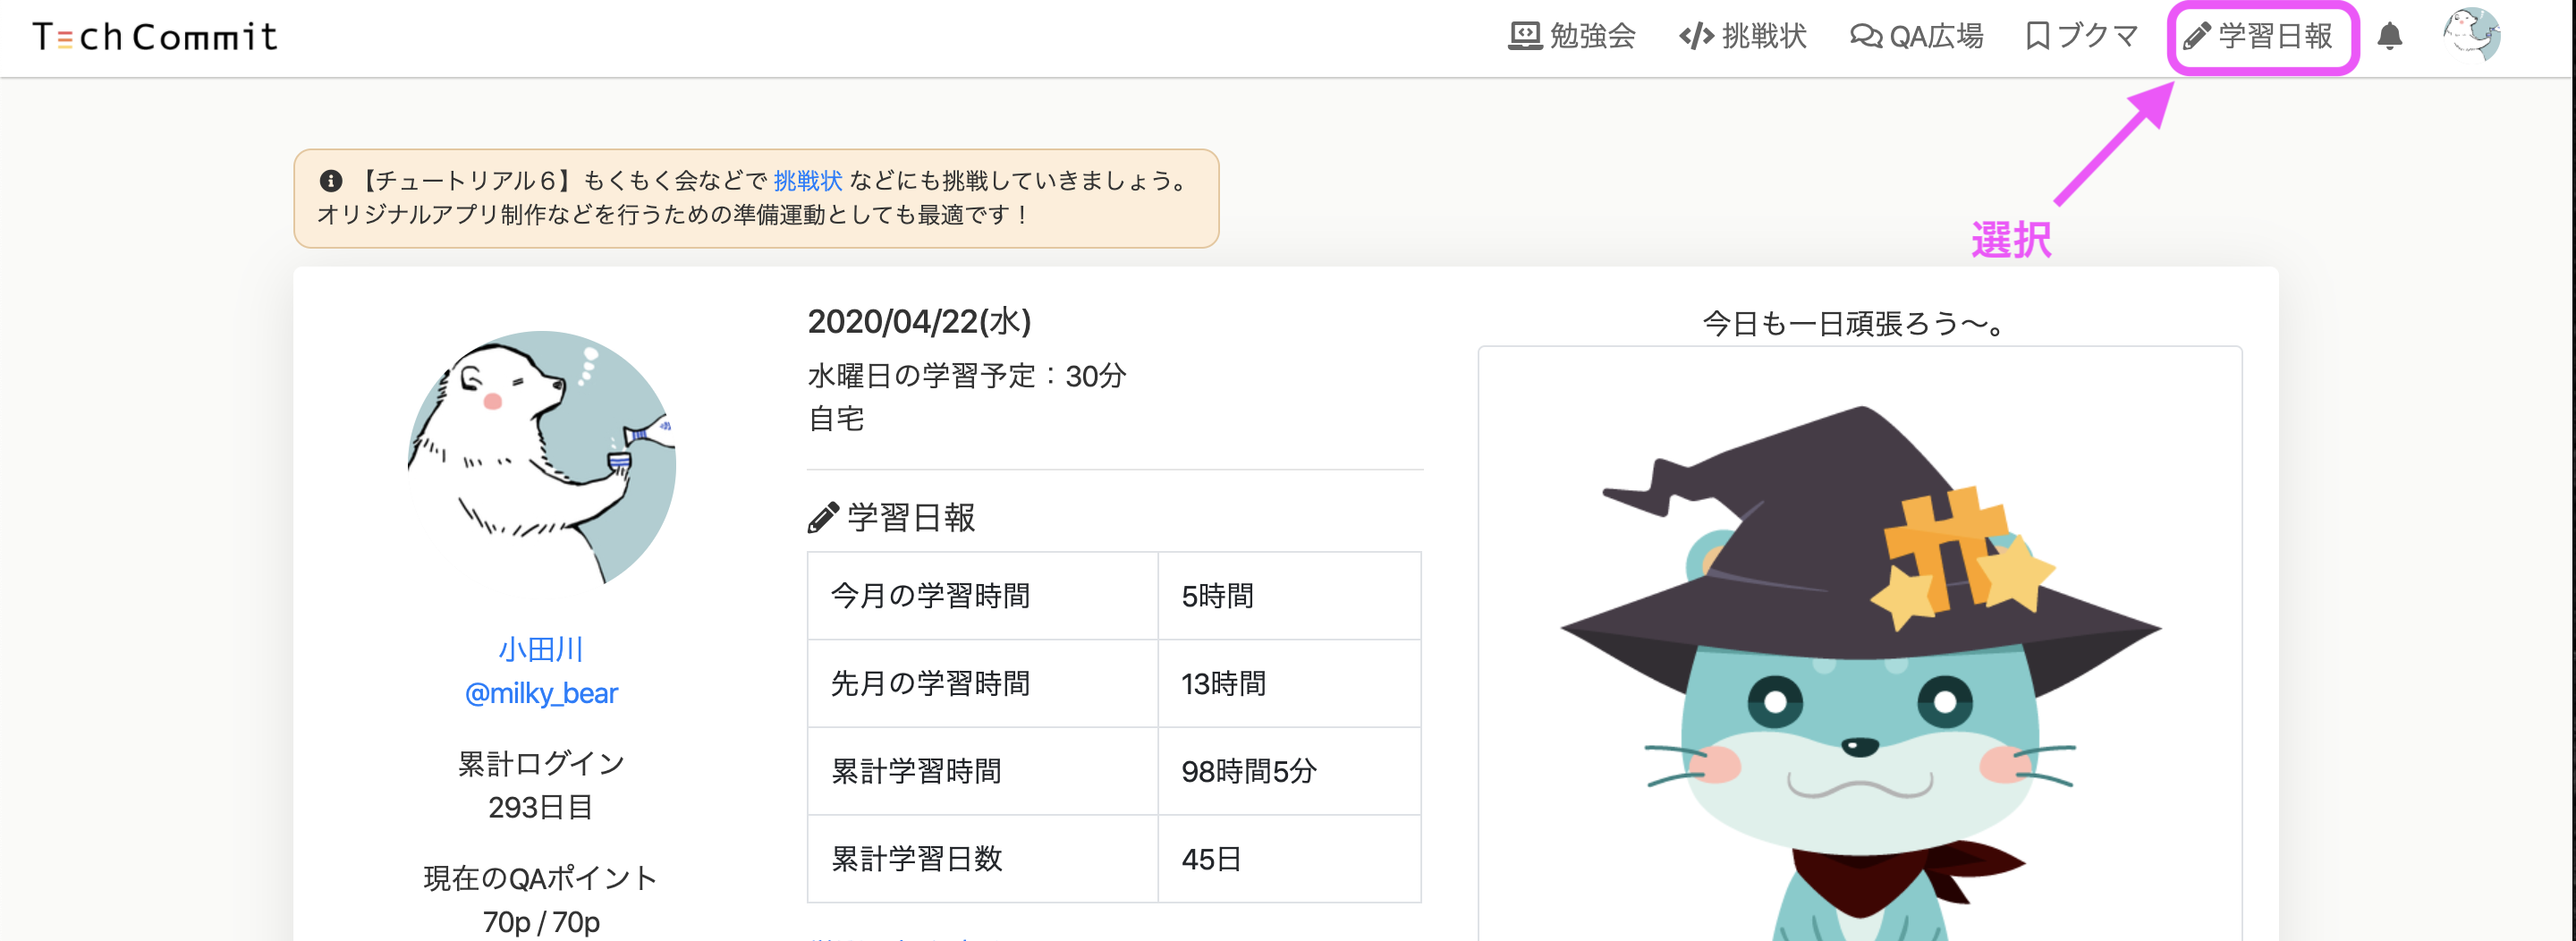 Tech Commit
勉強会
挑戦状
QA広場
ブクマ
学習日報
選択
【チュートリアル６】もくもく会などで 挑戦状 などにも挑戦していきましょう。
オリジナルアプリ制作などを行うための準備運動としても最適です！
小田川
@milky_bear
累計ログイン
293日目
現在のQAポイント
70p / 70p
2020/04/22(水)
水曜日の学習予定：30分
自宅
学習日報
今月の学習時間 5時間
先月の学習時間 13時間
累計学習時間 98時間5分
累計学習日数 45日
今日も一日頑張ろう〜。